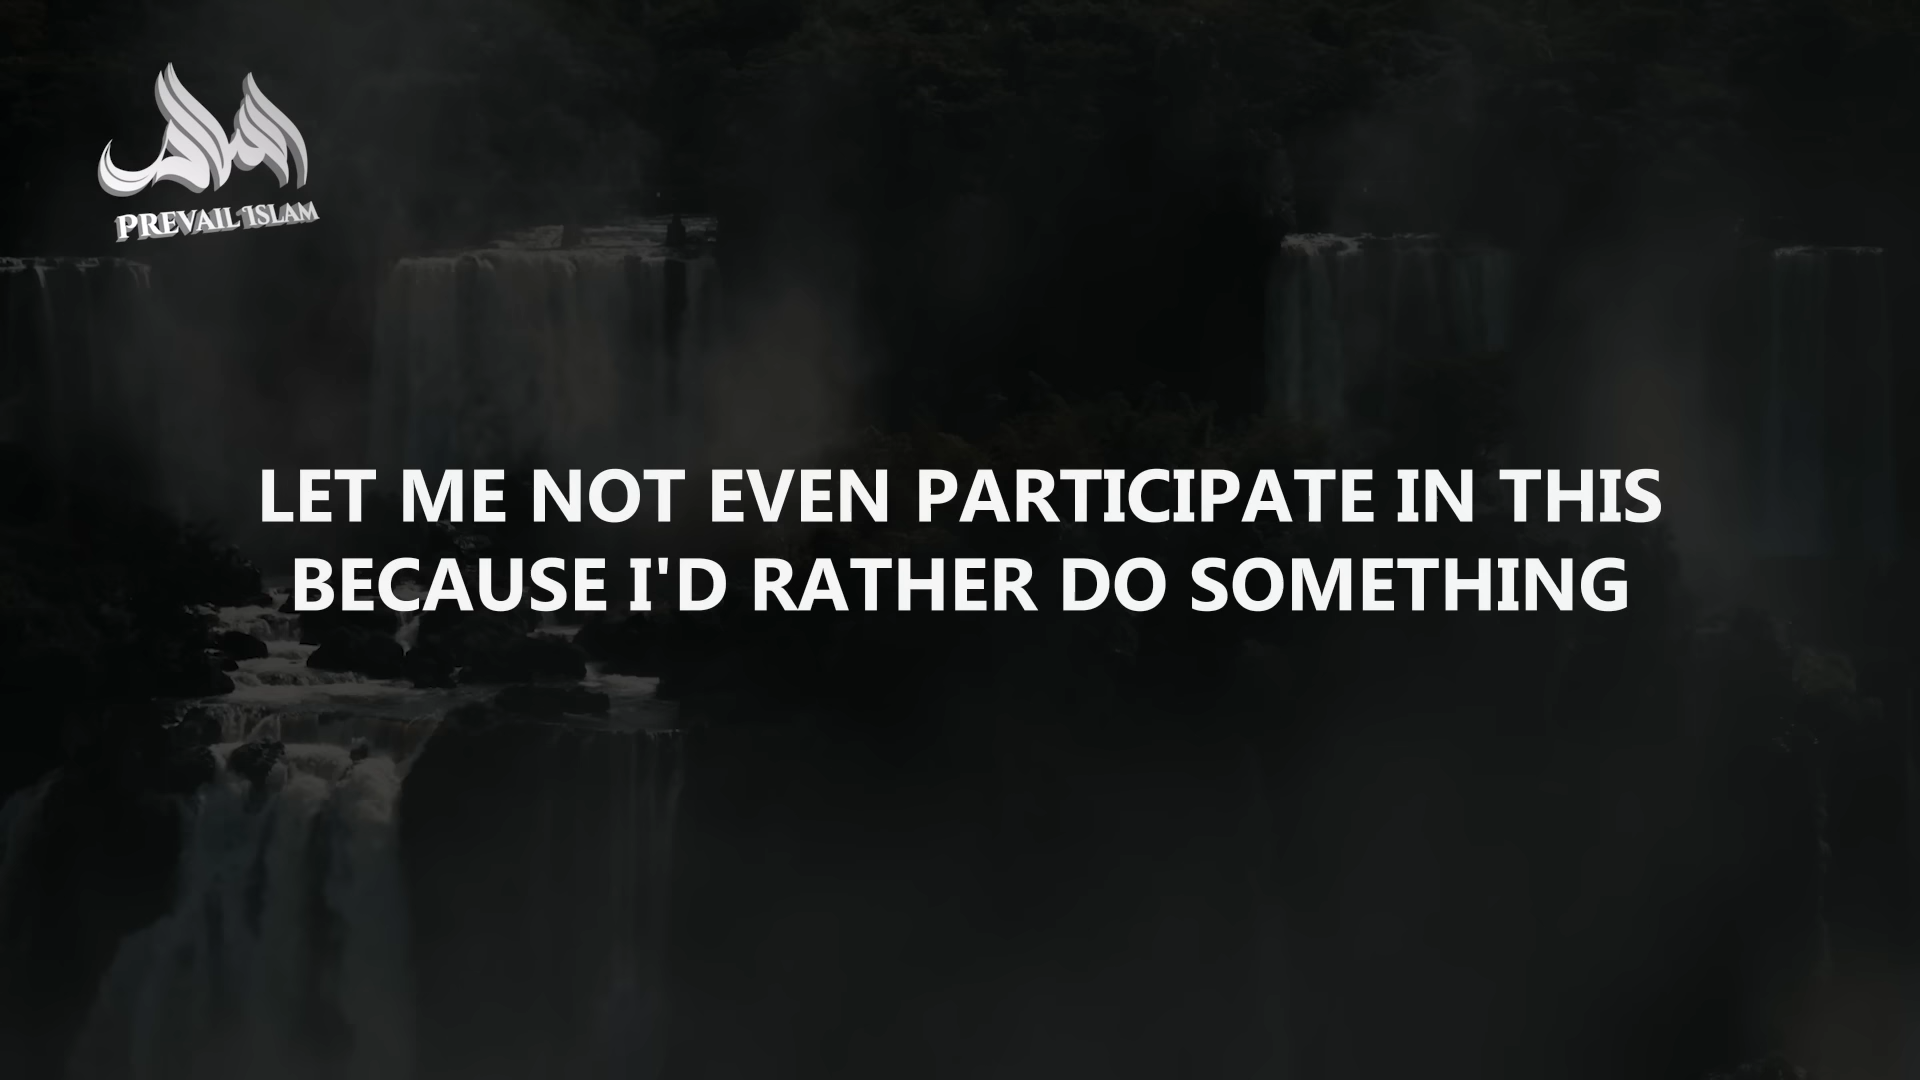 PREVAIL ISLAM
LET ME NOT EVEN PARTICIPATE IN THIS
BECAUSE I'D RATHER DO SOMETHING